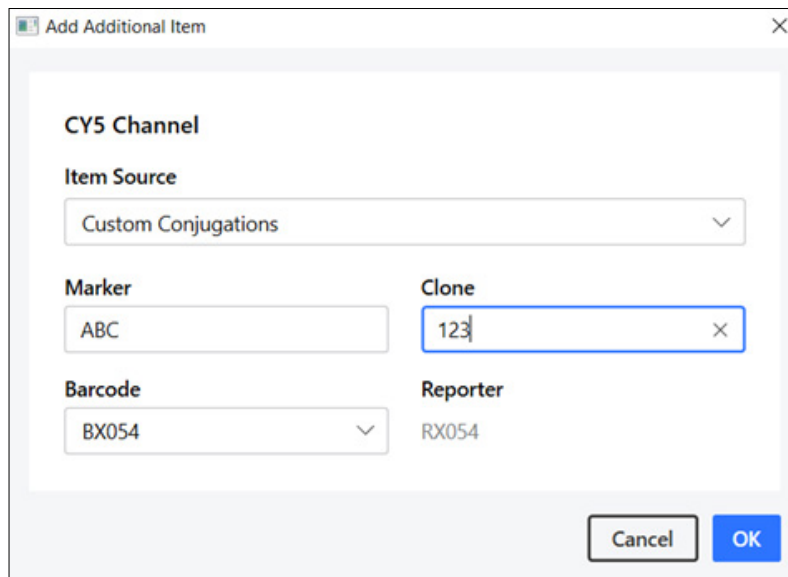 Add Additional Item
CY5 Channel
Item Source
Custom Conjugations
Marker Clone
ABC 123
Barcode Reporter
BX054 RX054
Cancel OK